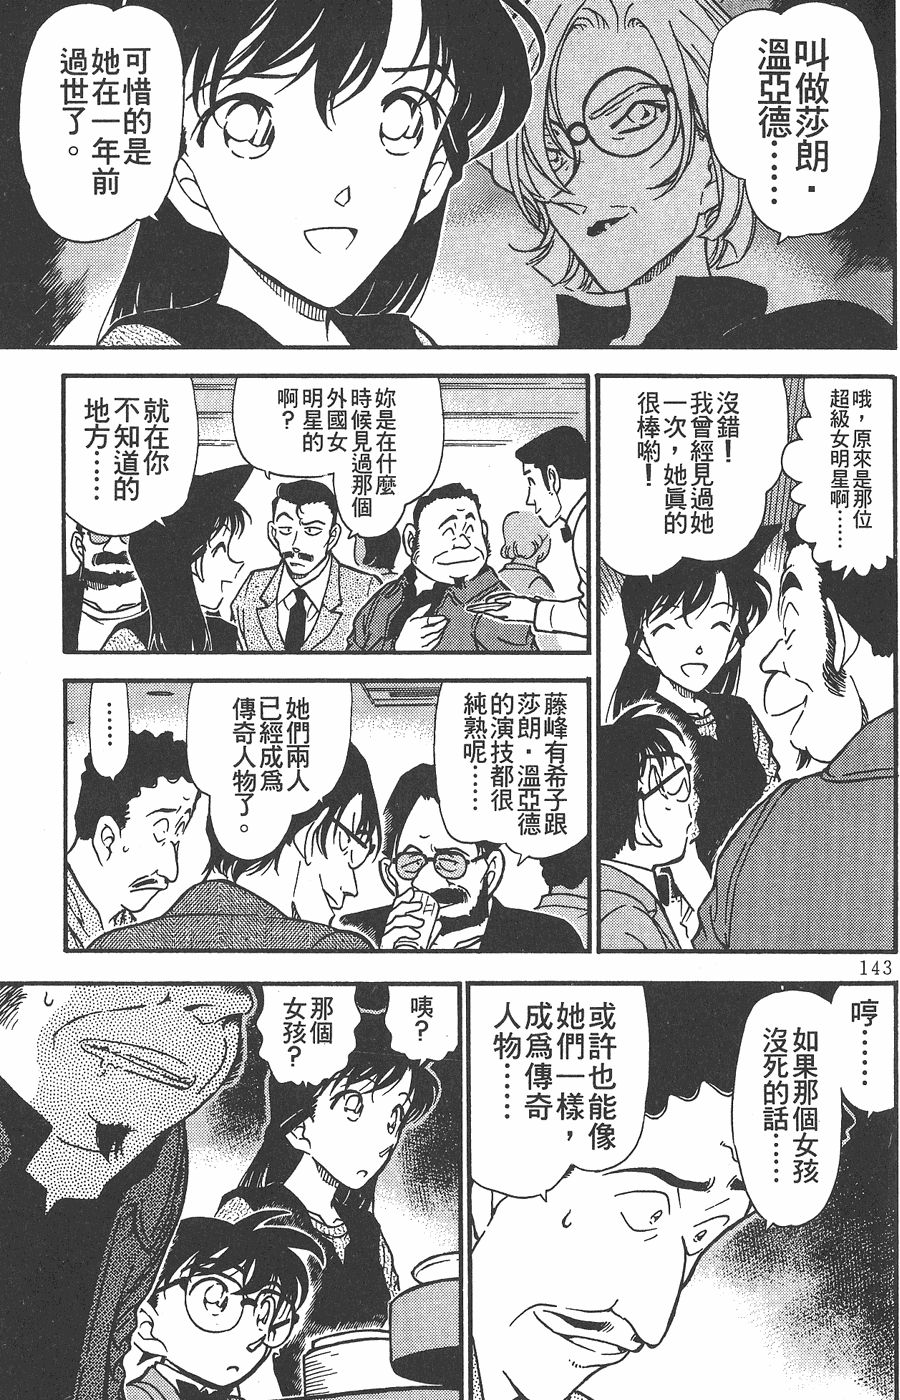 叫做莎朗·
溫亞德……
可惜的是
她在一年前
過世了。
哦,原來是那位
超級女明星啊……
沒錯!
我曾經見過她
一次,她眞的
很棒喲!
妳是在什麼
時候見過那個
外國女
明星的
啊?
就在你
不知道的
地方……
藤峰有希子跟
莎朗·溫亞德
的演技都很
純熟呢……
她們兩人
已經成爲
傳奇人物了。
……
143
哼……
如果那個女孩
沒死的話……
或許也能像
她們一樣,
成爲傳奇
人物……
咦?
那個
女孩?